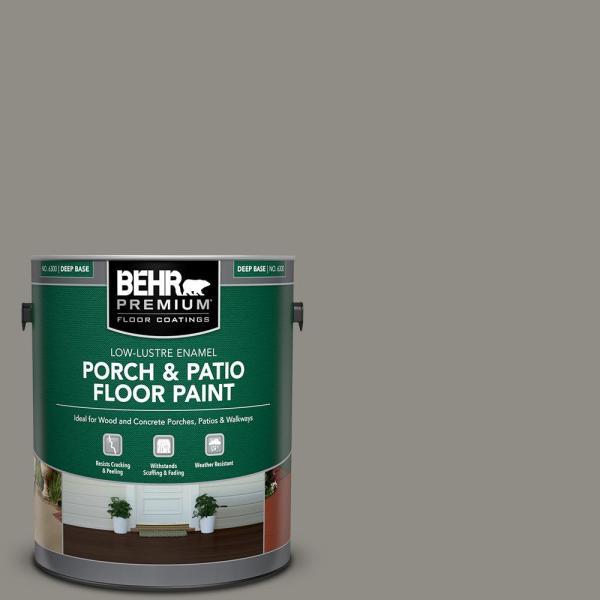 NO. 6300 | DEEP BASE
DEEP BASE | NO. 6300
BEHR
PREMIUM®
FLOOR COATINGS
LOW-LUSTRE ENAMEL
PORCH & PATIO
FLOOR PAINT
Ideal for Wood and Concrete Porches, Patios & Walkways
Resists Cracking
& Peeling
Withstands
Scuffing & Fading
Weather Resistant